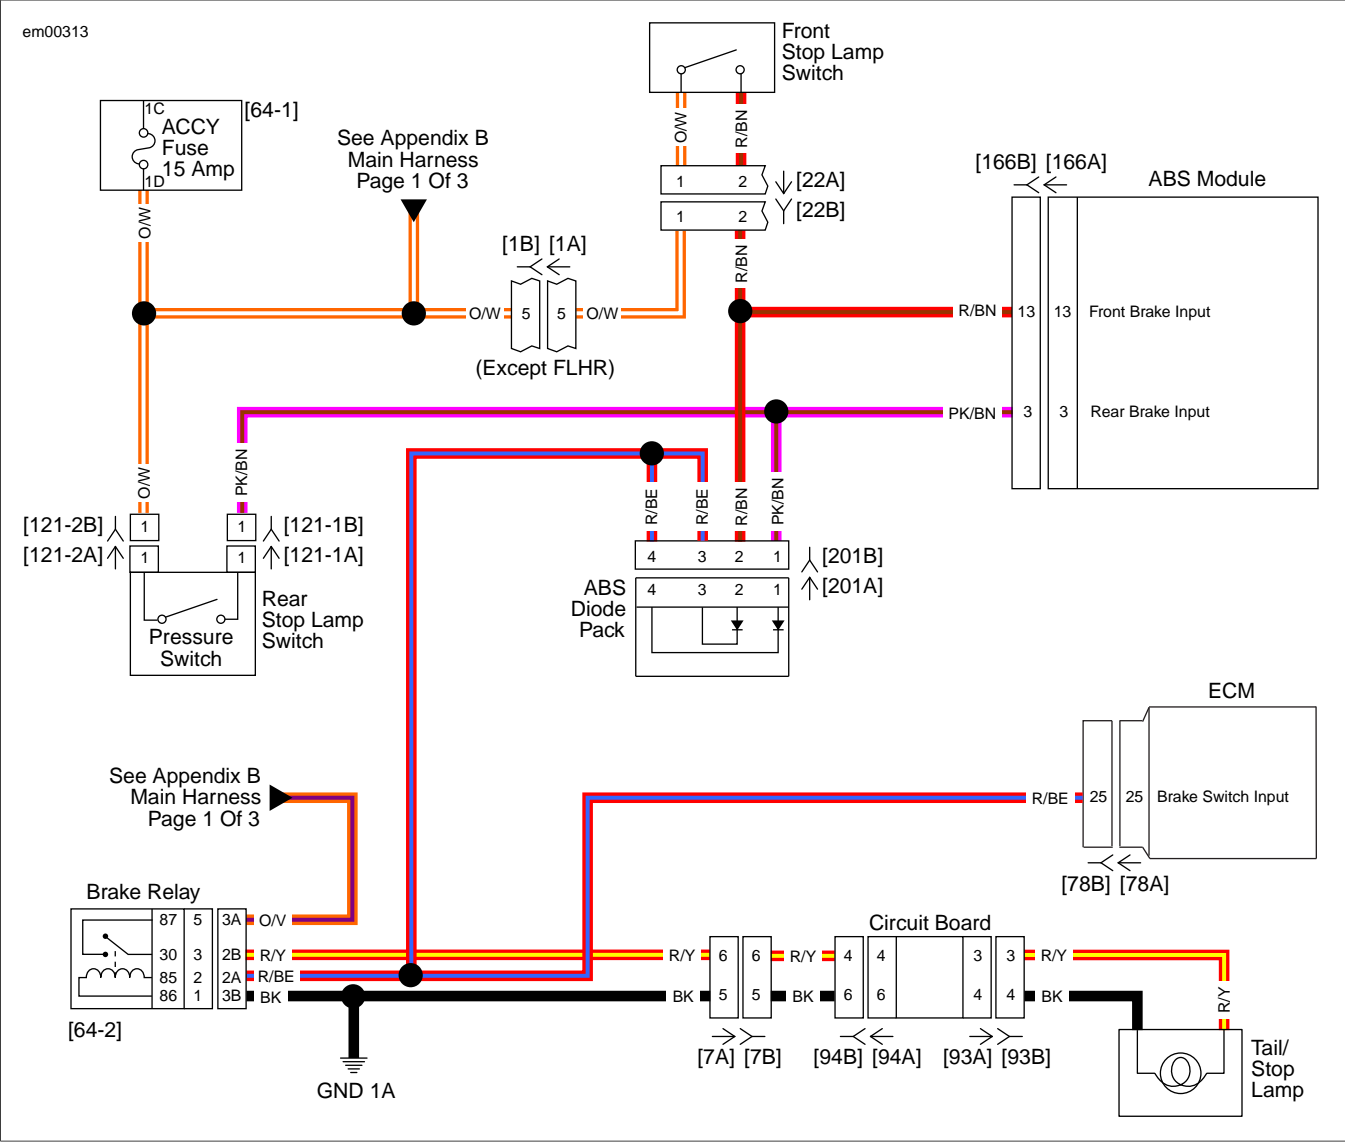 em00313
Front
Stop Lamp
Switch
1C
[64-1]
ACCY
Fuse
15 Amp
1D
See Appendix B
Main Harness
Page 1 Of 3
O/W
R/BN
O/W
1 2
[22A]
1 2
[22B]
[166B] [166A]
ABS Module
[1B] [1A]
R/BN
O/W
5 5
O/W
(Except FLHR)
R/BN
13 13
Front Brake Input
PK/BN
3 3
Rear Brake Input
O/W
PK/BN
R/BE
R/BE
R/BN
PK/BN
[121-2B]
1 1
[121-1B]
[121-2A]
1 1
[121-1A]
4 3 2 1
[201B]
4 3 2 1
[201A]
ABS
Diode
Pack
Rear
Stop Lamp
Switch
Pressure
Switch
ECM
See Appendix B
Main Harness
Page 1 Of 3
R/BE
25 25
Brake Switch Input
[78B] [78A]
Brake Relay
87 5 3A O/V
30 3 2B R/Y
85 2 2A R/BE
86 1 3B BK
[64-2]
GND 1A
Circuit Board
R/Y 6 6 R/Y 4 4 3 3 R/Y
BK 5 5 BK 6 6 4 4 BK
R/Y
[7A] [7B]
[94B] [94A]
[93A] [93B]
Tail/
Stop
Lamp